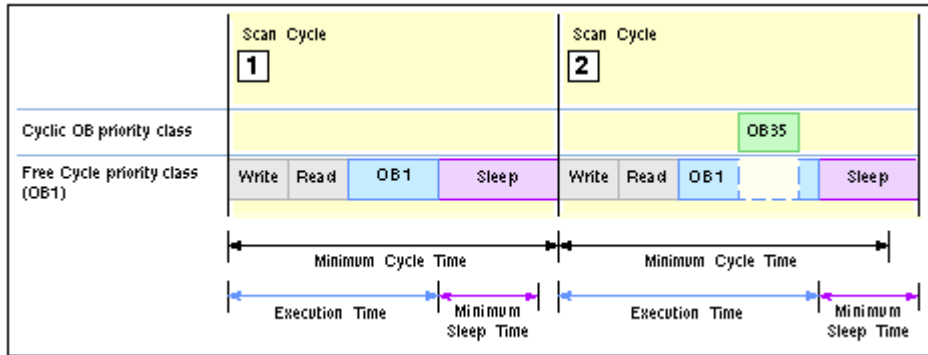 Scan Cycle
Scan Cycle
1
2
Cyclic OB priority class
OB35
Free Cycle priority class
(OB1)
Write Read OB1 Sleep Write Read OB1 Sleep
Minimum Cycle Time
Minimum Cycle Time
Execution Time
Minimum
Sleep Time
Execution Time
Minimum
Sleep Time